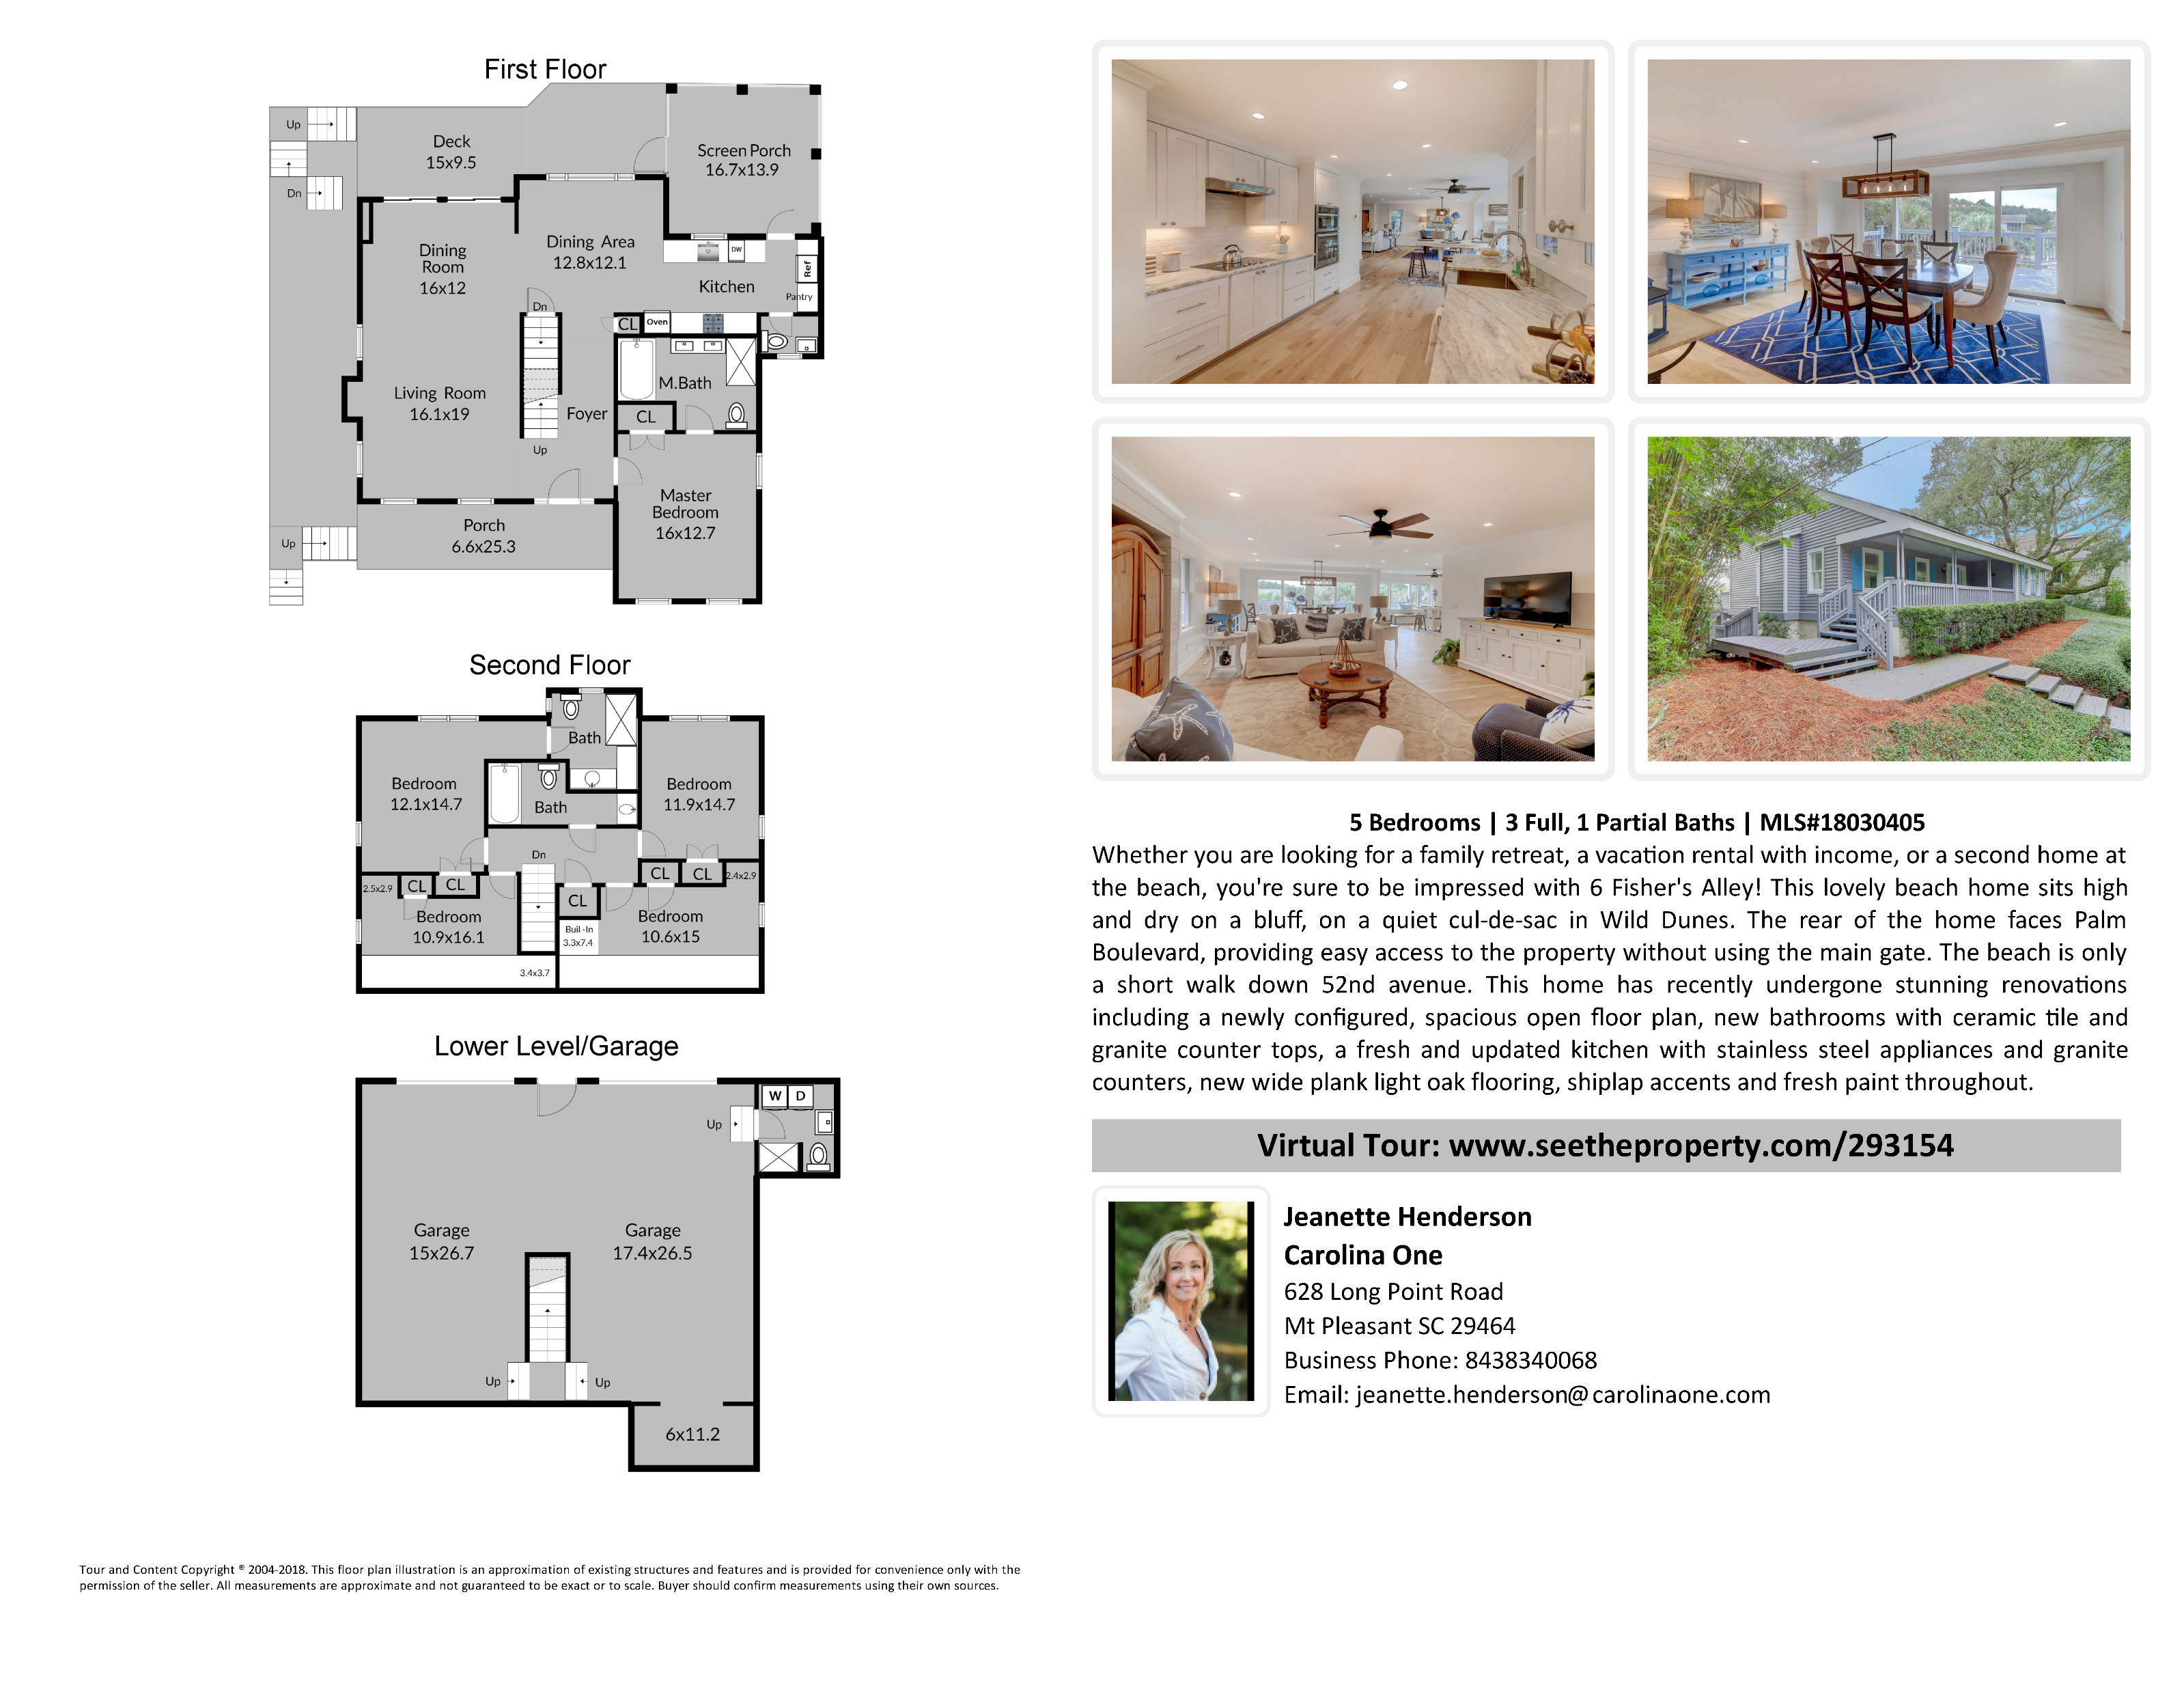 First Floor
Up
Deck
15x9.5
Screen Porch
16.7x13.9
Dn
Dining
Room
16x12
Dining Area
12.8x12.1
DW
Ref
Kitchen
Pantry
Dn
CL
Oven
Living Room
16.1x19
M.Bath
Foyer
CL
Up
Master
Bedroom
16x12.7
Porch
6.6x25.3
Up
Second Floor
Bath
Bedroom
12.1x14.7
Bedroom
11.9x14.7
Bath
Dn
2.5x2.9
CL
CL
CL
CL
2.4x2.9
CL
Bedroom
10.9x16.1
Bedroom
10.6x15
Buil-In
3.3x7.4
3.4x3.7
Lower Level/Garage
W
D
Up
Garage
15x26.7
Garage
17.4x26.5
Up
Up
6x11.2
Tour and Content Copyright ® 2004-2018. This floor plan illustration is an approximation of existing structures and features and is provided for convenience only with the
permission of the seller. All measurements are approximate and not guaranteed to be exact or to scale. Buyer should confirm measurements using their own sources.
5 Bedrooms | 3 Full, 1 Partial Baths | MLS#18030405
Whether you are looking for a family retreat, a vacation rental with income, or a second home at
the beach, you're sure to be impressed with 6 Fisher's Alley! This lovely beach home sits high
and dry on a bluff, on a quiet cul-de-sac in Wild Dunes. The rear of the home faces Palm
Boulevard, providing easy access to the property without using the main gate. The beach is only
a short walk down 52nd avenue. This home has recently undergone stunning renovations
including a newly configured, spacious open floor plan, new bathrooms with ceramic tile and
granite counter tops, a fresh and updated kitchen with stainless steel appliances and granite
counters, new wide plank light oak flooring, shiplap accents and fresh paint throughout.
Virtual Tour: www.seetheproperty.com/293154
Jeanette Henderson
Carolina One
628 Long Point Road
Mt Pleasant SC 29464
Business Phone: 8438340068
Email: jeanette.henderson@carolinaone.com